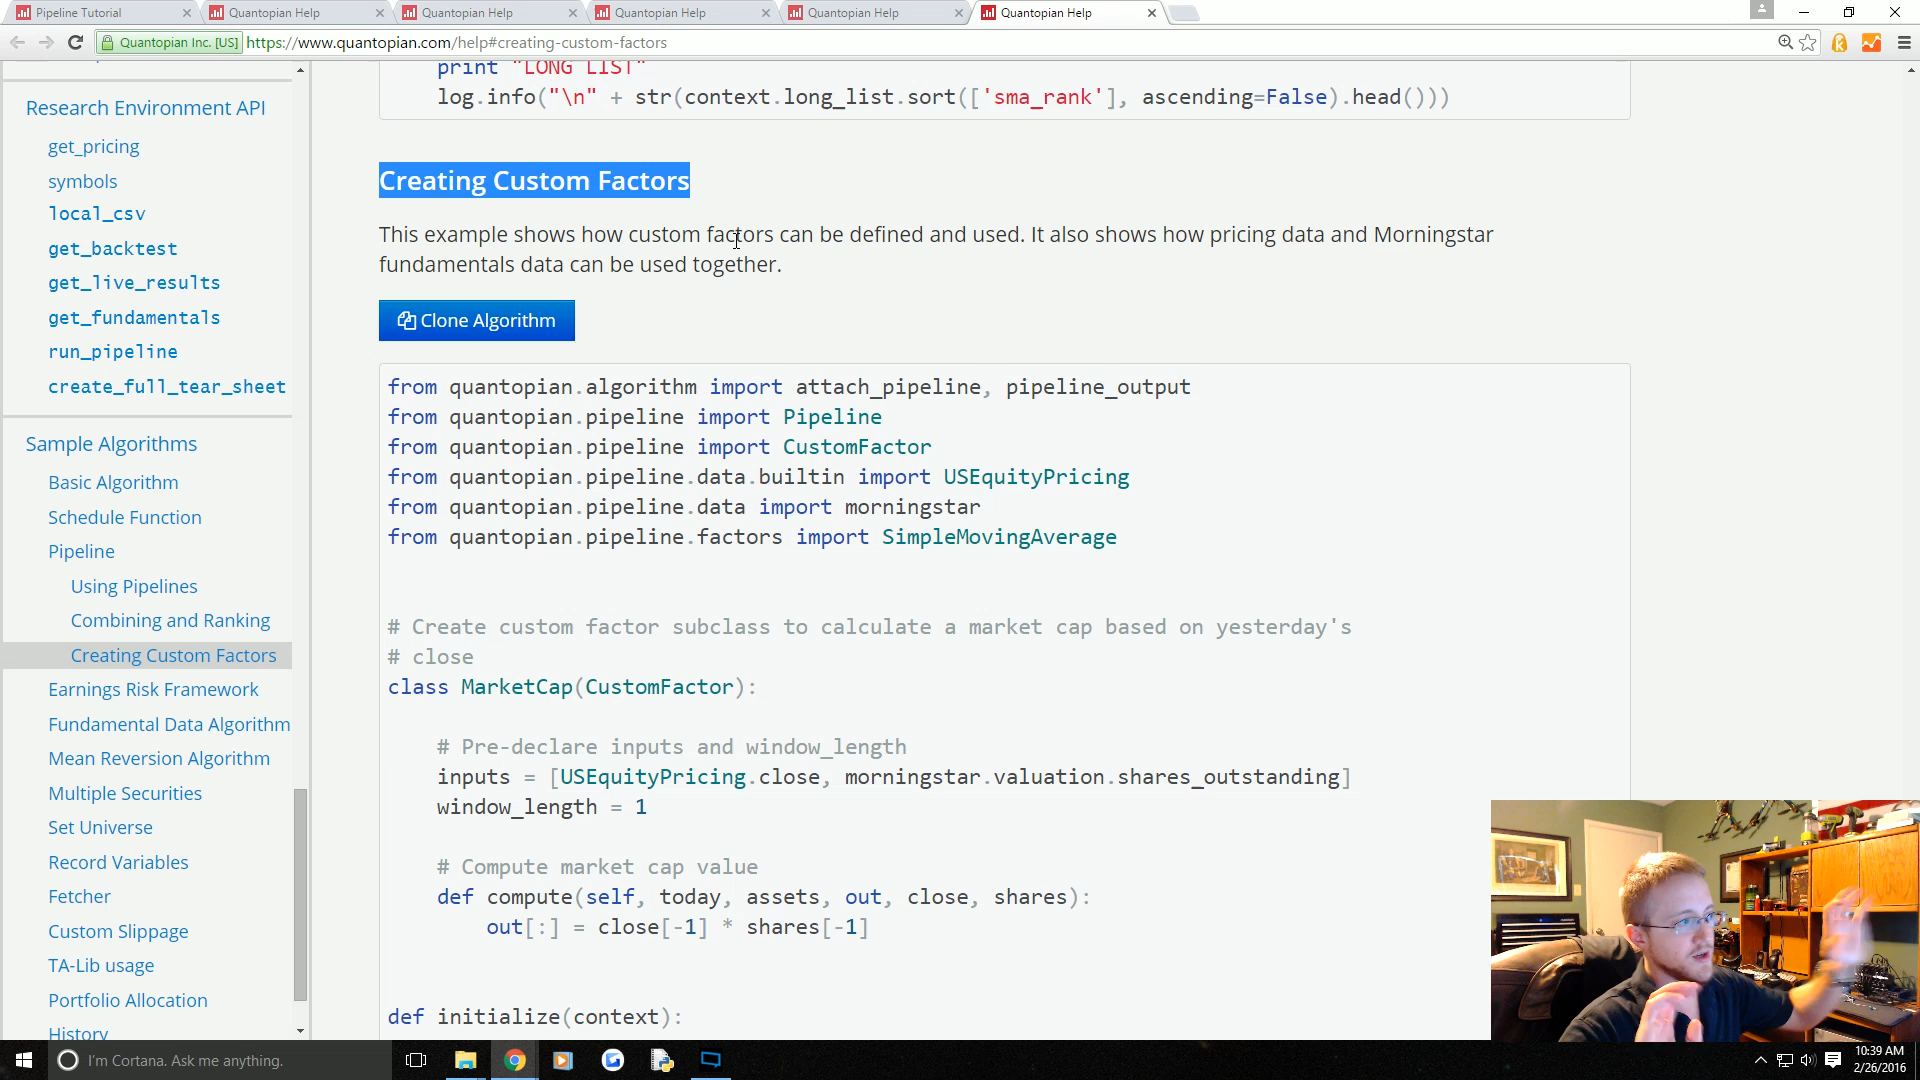 Pipeline Tutorial
Quantopian Help
Quantopian Help
Quantopian Help
Quantopian Help
Quantopian Help
Quantopian Inc. [US] https://www.quantopian.com/help#creating-custom-factors
Research Environment API
get_pricing
symbols
local_csv
get_backtest
get_live_results
get_fundamentals
run_pipeline
create_full_tear_sheet
Sample Algorithms
Basic Algorithm
Schedule Function
Pipeline
Using Pipelines
Combining and Ranking
Creating Custom Factors
Earnings Risk Framework
Fundamental Data Algorithm
Mean Reversion Algorithm
Multiple Securities
Set Universe
Record Variables
Fetcher
Custom Slippage
TA-Lib usage
Portfolio Allocation
History
print "LONG LIST"
log.info("\n" + str(context.long_list.sort(['sma_rank'], ascending=False).head()))
Creating Custom Factors
This example shows how custom factors can be defined and used. It also shows how pricing data and Morningstar
fundamentals data can be used together.
Clone Algorithm
from quantopian.algorithm import attach_pipeline, pipeline_output
from quantopian.pipeline import Pipeline
from quantopian.pipeline import CustomFactor
from quantopian.pipeline.data.builtin import USEquityPricing
from quantopian.pipeline.data import morningstar
from quantopian.pipeline.factors import SimpleMovingAverage
# Create custom factor subclass to calculate a market cap based on yesterday's
# close
class MarketCap(CustomFactor):
# Pre-declare inputs and window_length
inputs = [USEquityPricing.close, morningstar.valuation.shares_outstanding]
window_length = 1
# Compute market cap value
def compute(self, today, assets, out, close, shares):
out[:] = close[-1] * shares[-1]
def initialize(context):
I'm Cortana. Ask me anything.
10:39 AM
2/26/2016